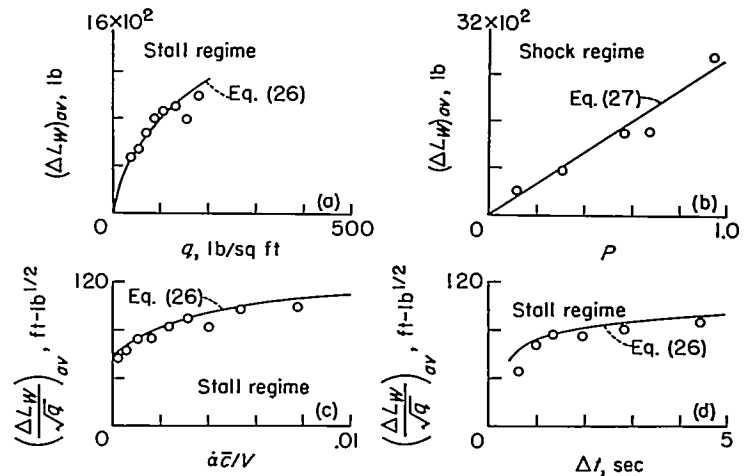 16×10²
Stall regime
Eq. (26)
(ΔL_W)_av, lb
(a)
0
500
q, lb/sq ft
32×10²
Shock regime
Eq. (27)
(ΔL_W)_av, lb
(b)
0
1.0
P
120
Eq. (26)
(ΔL_W/√q)_av, ft-lb^1/2
Stall regime
(c)
0
.01
α̇c̄/V
120
Stall regime
Eq. (26)
(ΔL_W/√q)_av, ft-lb^1/2
(d)
0
5
Δt, sec